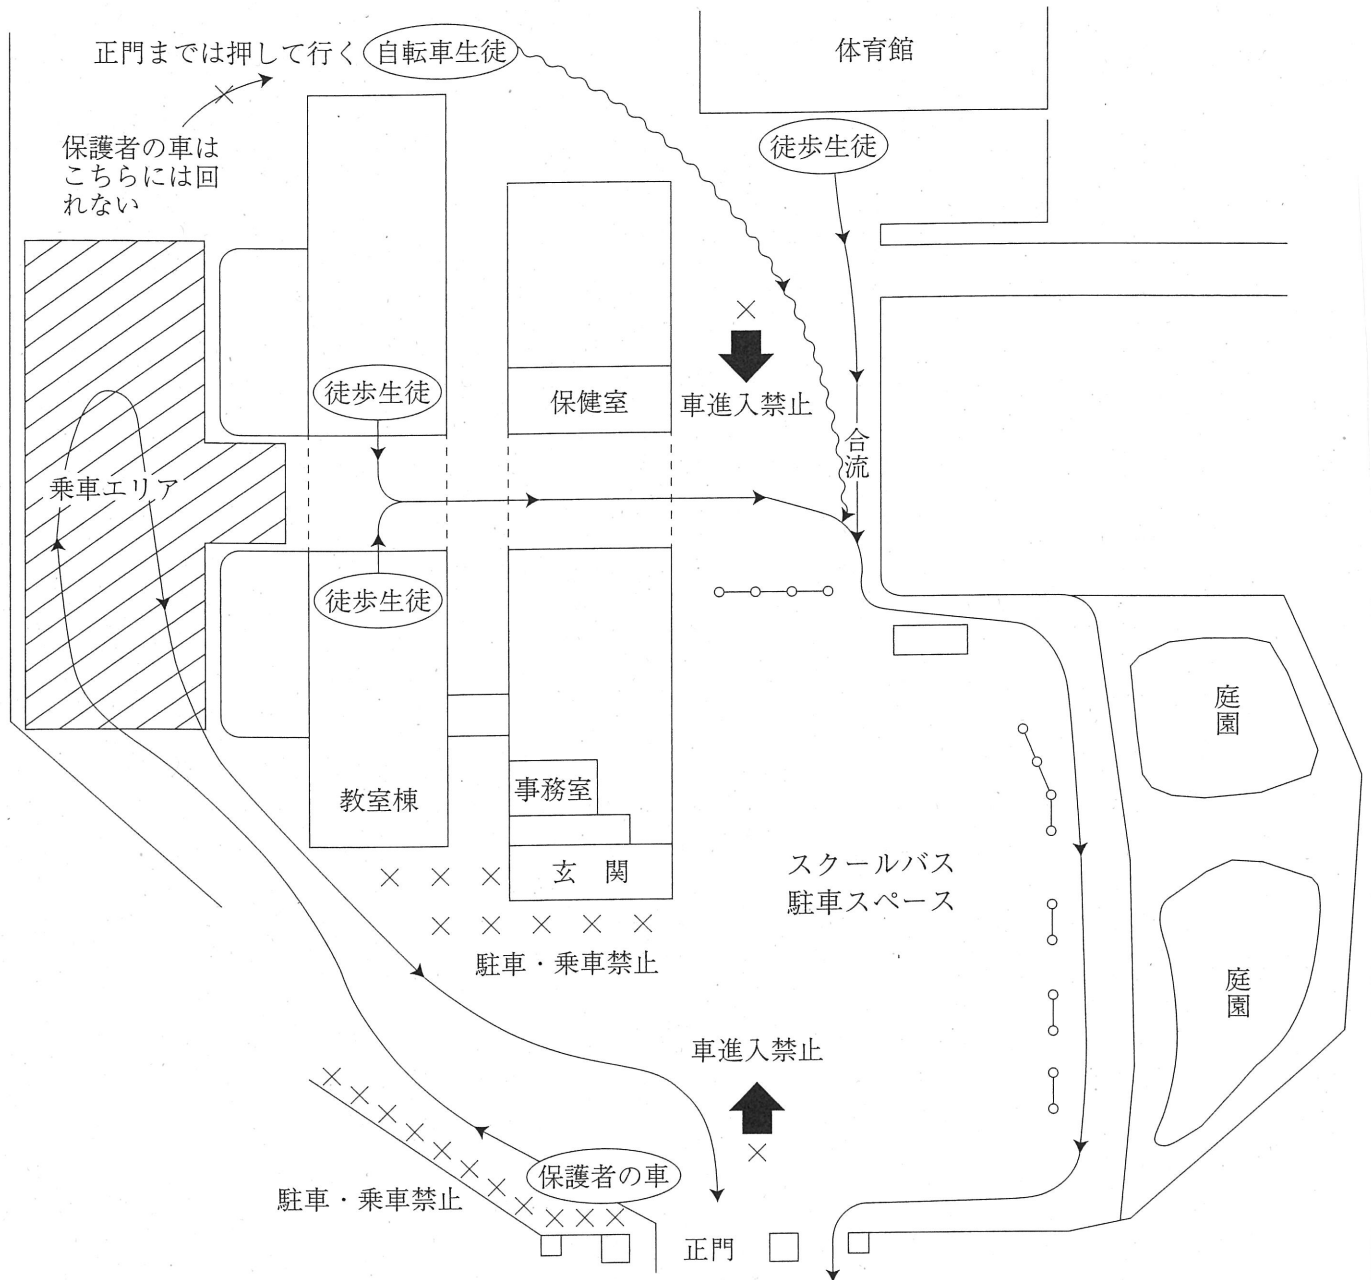 正門までは押して行く
自転車生徒
体育館
保護者の車は
こちらには回
れない
徒歩生徒
徒歩生徒
保健室
車進入禁止
合流
乗車エリア
徒歩生徒
庭園
教室棟
事務室
玄 関
スクールバス
駐車スペース
駐車・乗車禁止
庭園
車進入禁止
保護者の車
駐車・乗車禁止
正門